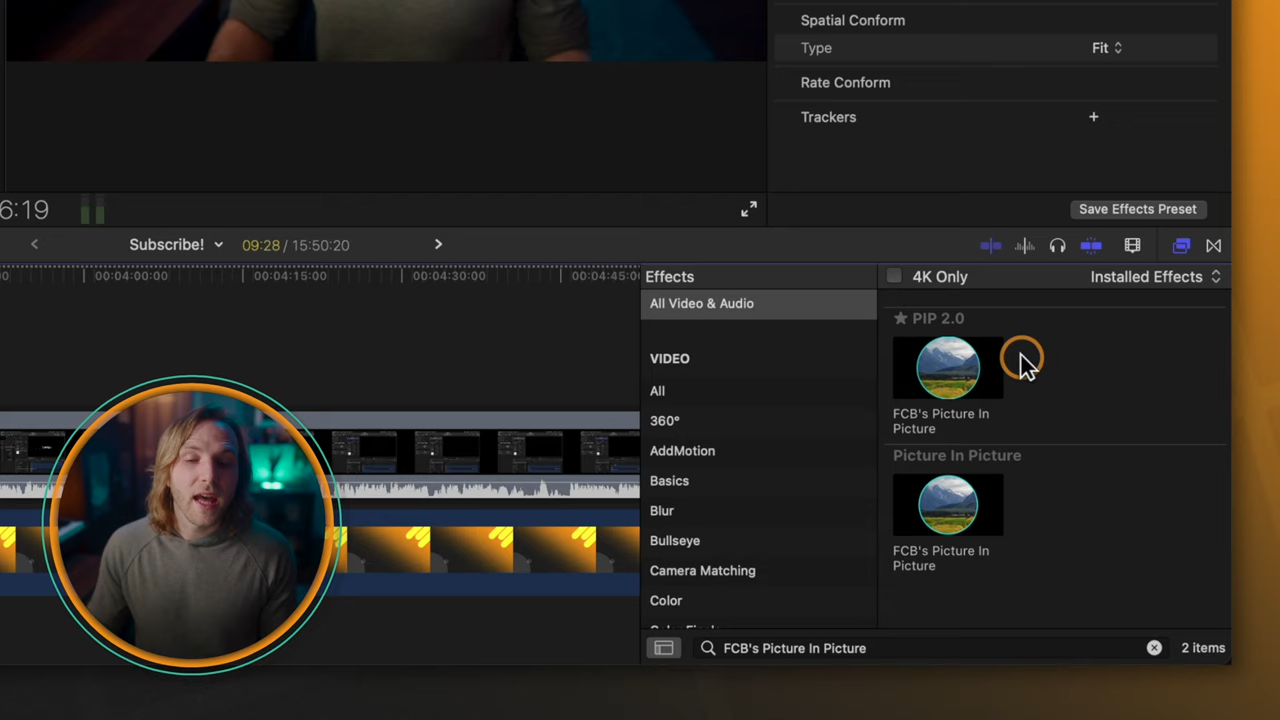 Spatial Conform
Type
Fit
Rate Conform
Trackers
+
6:19
Save Effects Preset
Subscribe!
09:28 / 15:50:20
00:04:00:00
00:04:15:00
00:04:30:00
00:04:45:00
Effects
4K Only
Installed Effects
All Video & Audio
VIDEO
All
360°
AddMotion
Basics
Blur
Bullseye
Camera Matching
Color
PIP 2.0
FCB's Picture In
Picture
Picture In Picture
FCB's Picture In
Picture
FCB's Picture In Picture
2 items